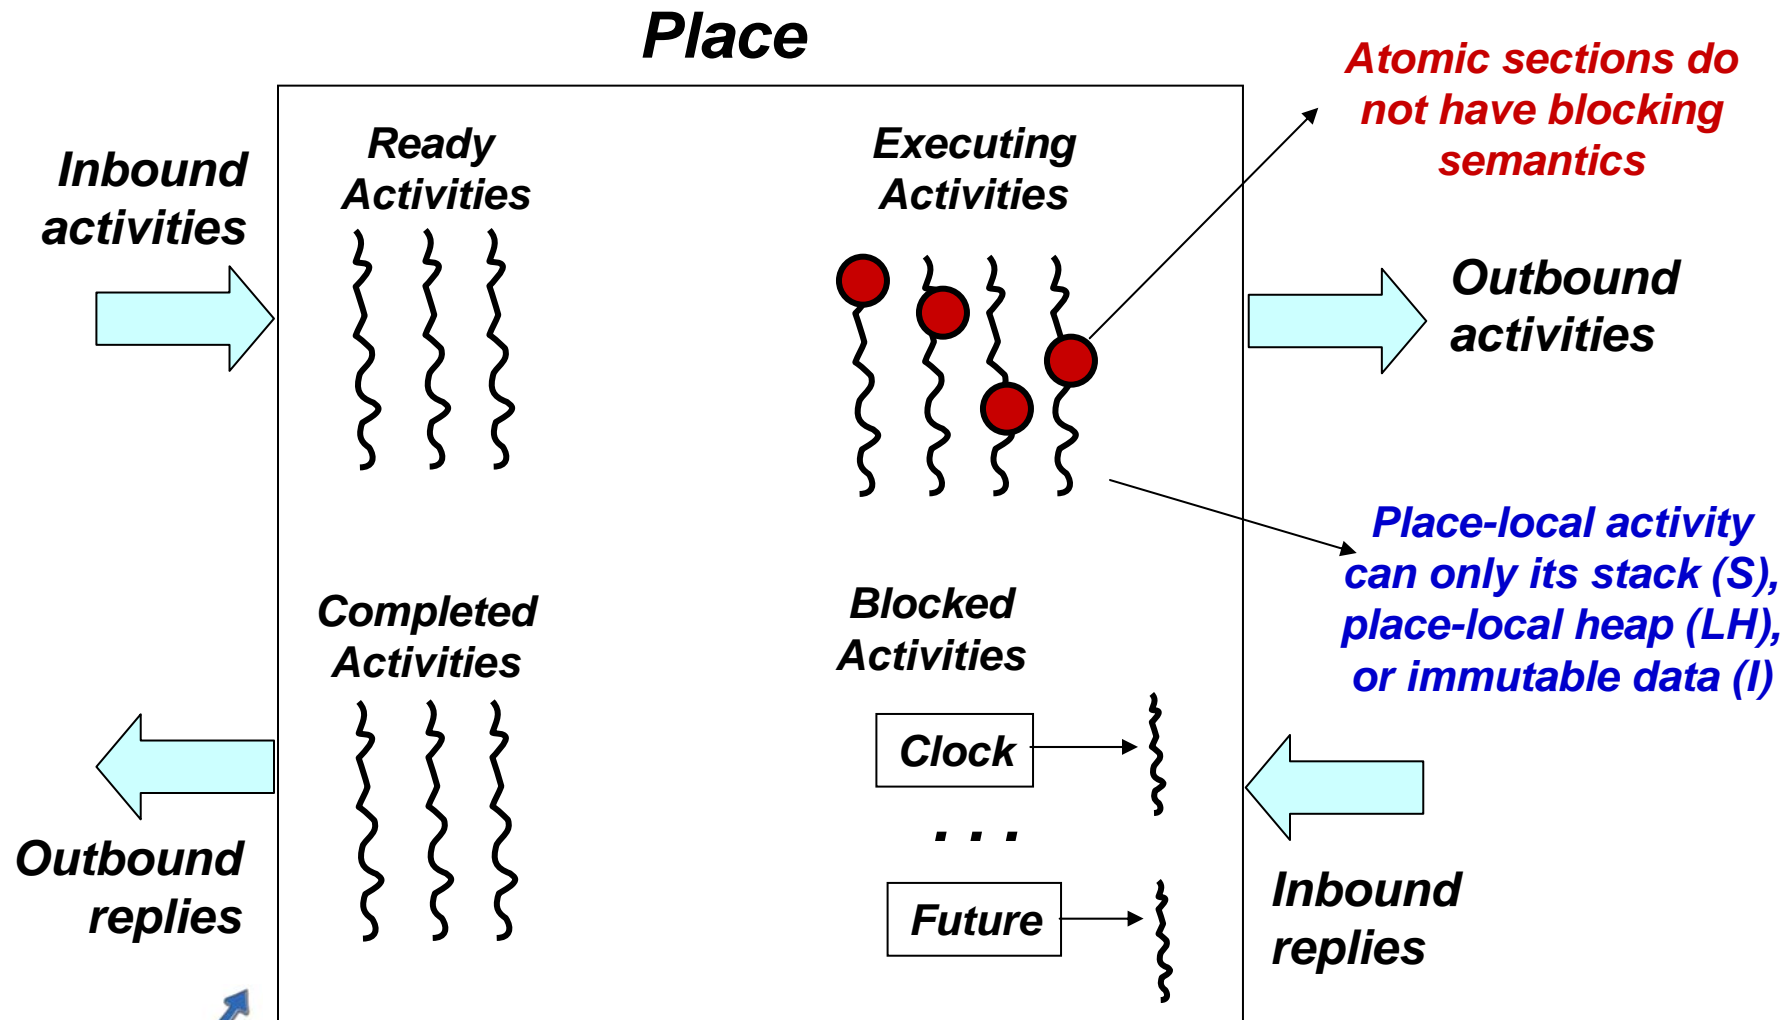 Place
Atomic sections do
not have blocking
semantics
Inbound
activities
Ready
Activities
Executing
Activities
Outbound
activities
Place-local activity
can only its stack (S),
place-local heap (LH),
or immutable data (I)
Completed
Activities
Blocked
Activities
Clock
. . .
Future
Outbound
replies
Inbound
replies